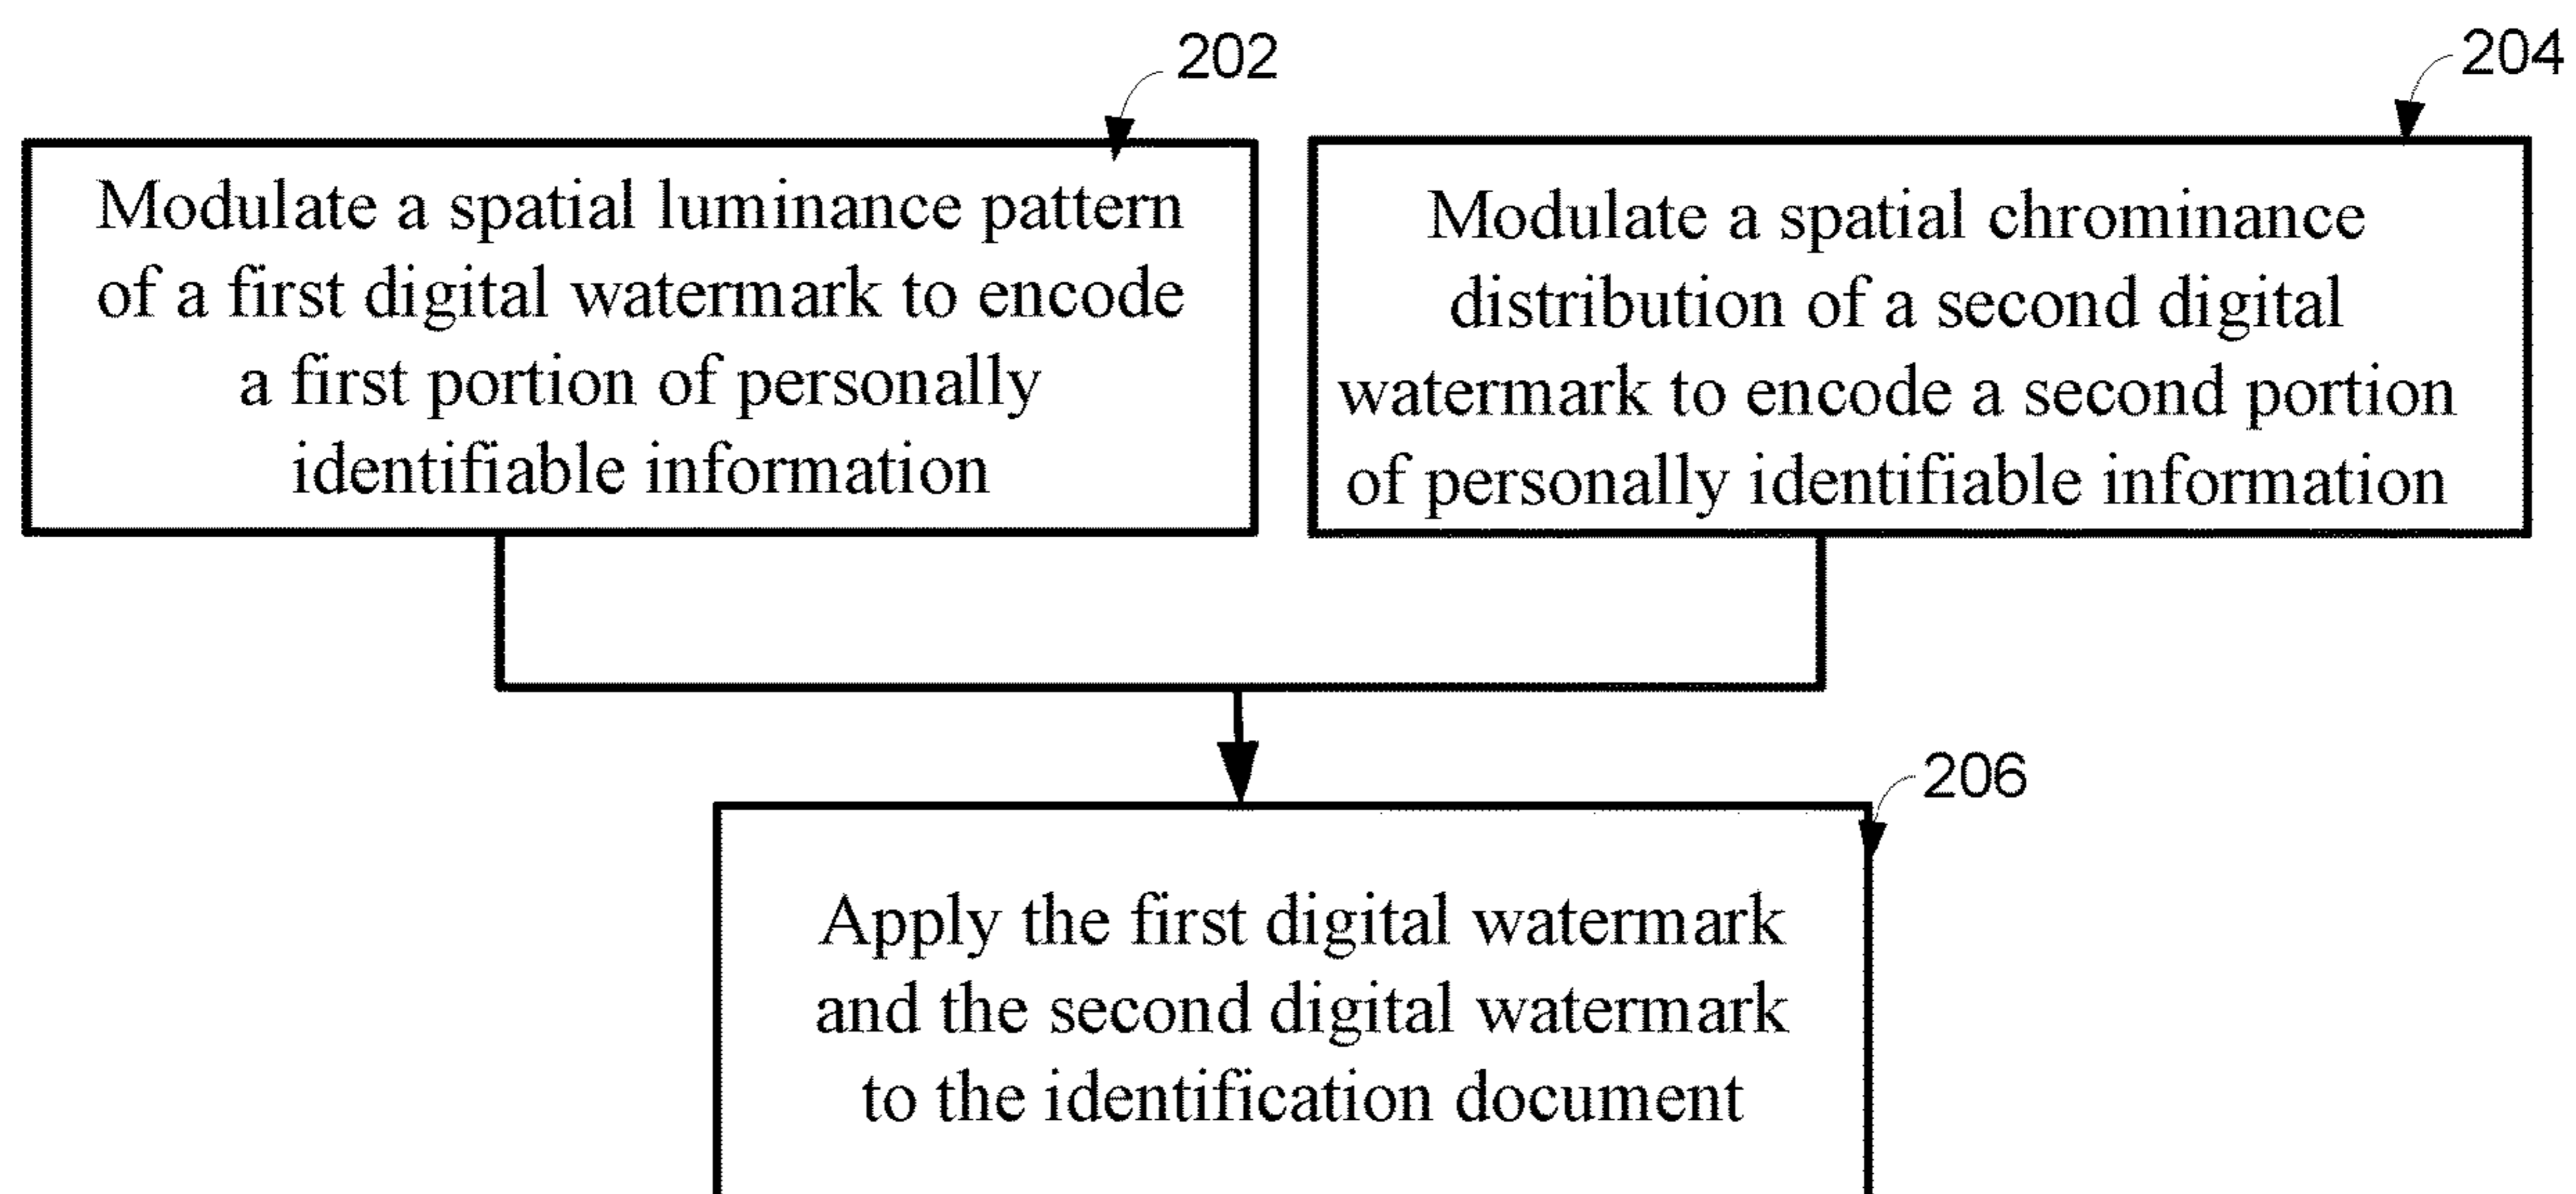 202
Modulate a spatial luminance pattern
of a first digital watermark to encode
a first portion of personally
identifiable information
204
Modulate a spatial chrominance
distribution of a second digital
watermark to encode a second portion
of personally identifiable information
206
Apply the first digital watermark
and the second digital watermark
to the identification document